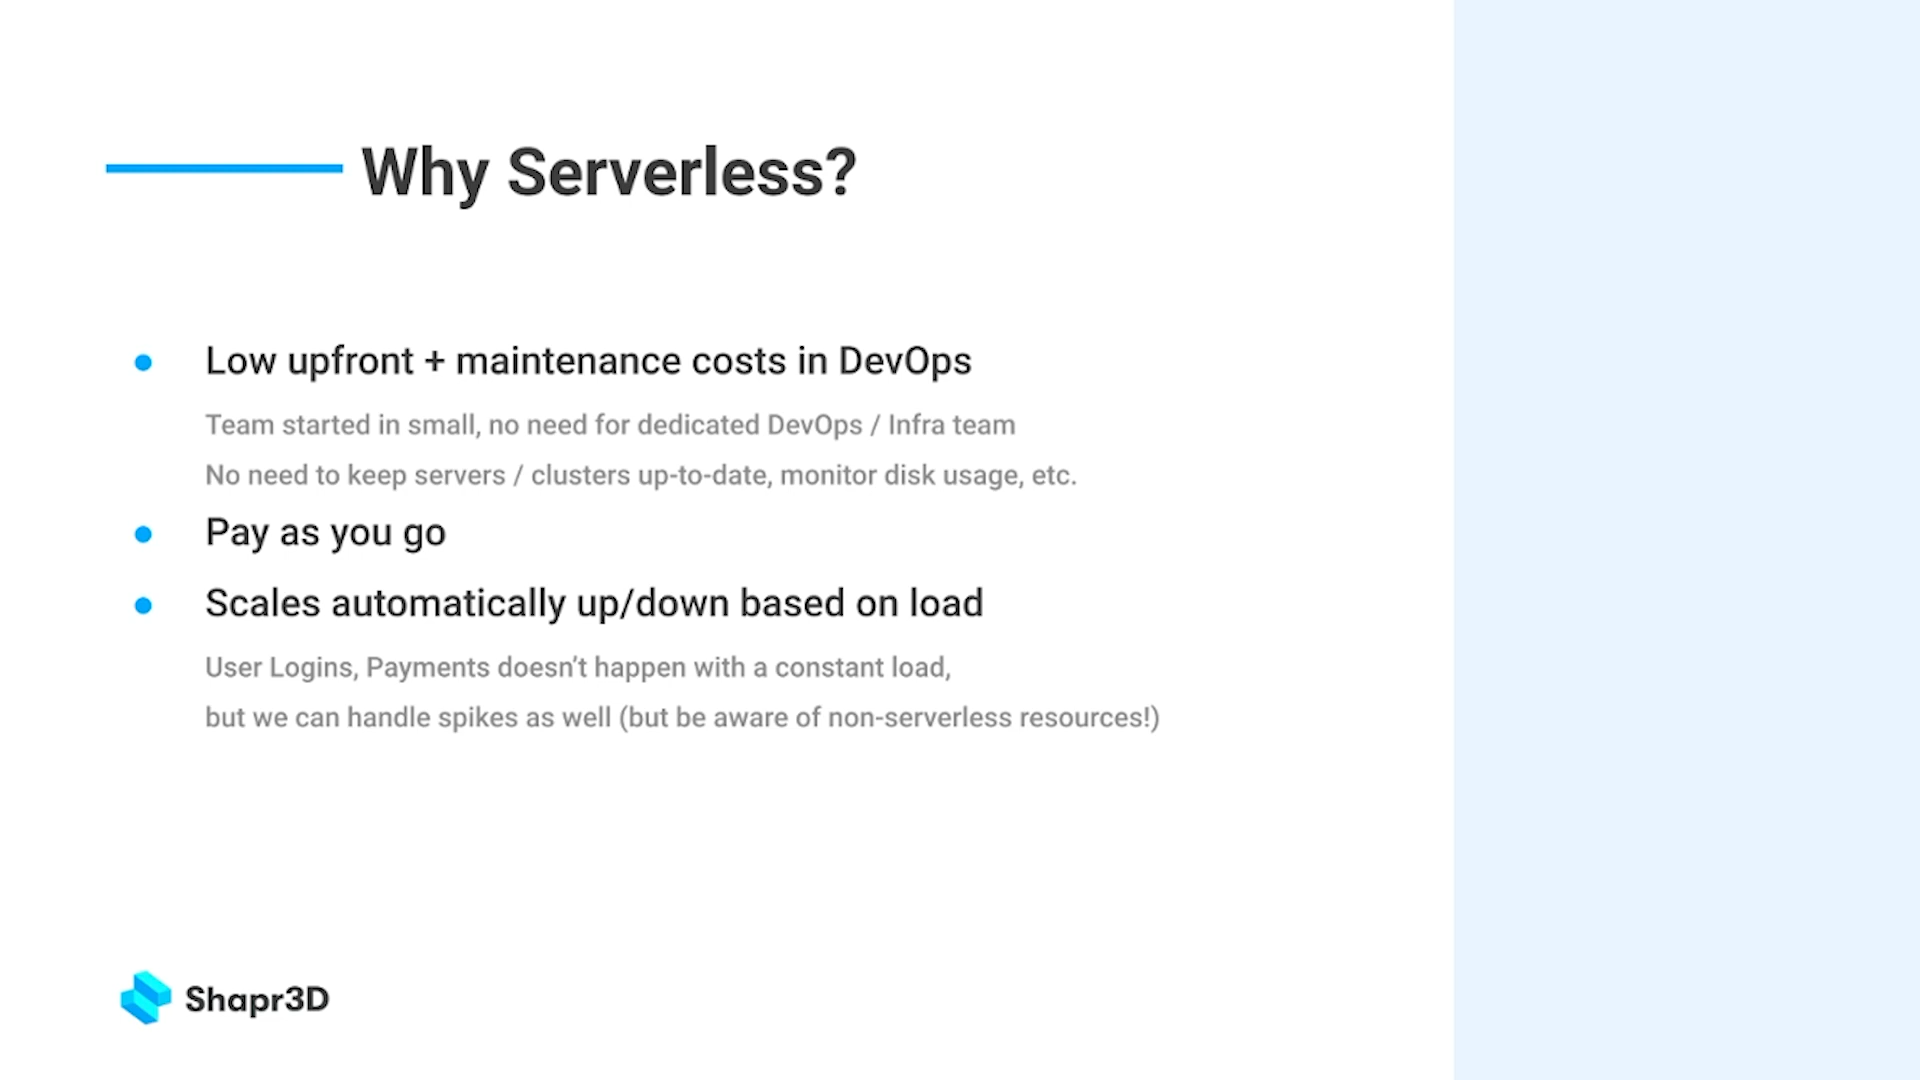 Why Serverless?
Low upfront + maintenance costs in DevOps
Team started in small, no need for dedicated DevOps / Infra team
No need to keep servers / clusters up-to-date, monitor disk usage, etc.
Pay as you go
Scales automatically up/down based on load
User Logins, Payments doesn’t happen with a constant load,
but we can handle spikes as well (but be aware of non-serverless resources!)
Shapr3D